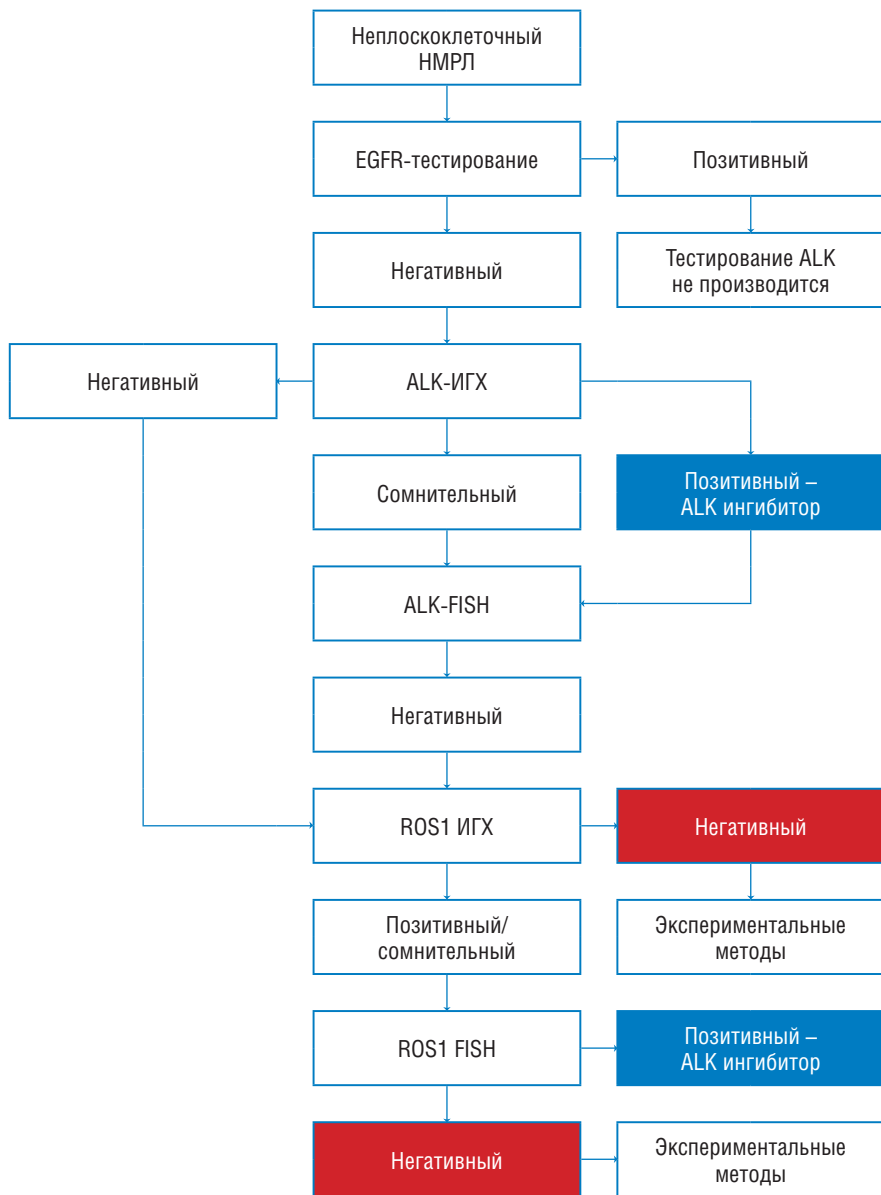 Неплоскоклеточный
НМРЛ
EGFR-тестирование
Позитивный
Негативный
Тестирование ALK
не производится
Негативный
ALK-ИГХ
Сомнительный
Позитивный –
ALK ингибитор
ALK-FISH
Негативный
ROS1 ИГХ
Негативный
Позитивный/
сомнительный
Экспериментальные
методы
ROS1 FISH
Позитивный –
ALK ингибитор
Негативный
Экспериментальные
методы